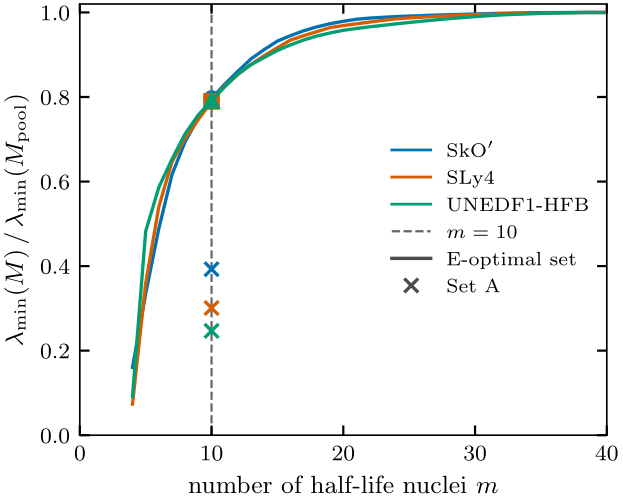 1.0
0.8
0.6
0.4
0.2
0.0
λmin(M) / λmin(Mpool)
SkO′
SLy4
UNEDF1-HFB
m = 10
E-optimal set
Set A
0 10 20 30 40
number of half-life nuclei m